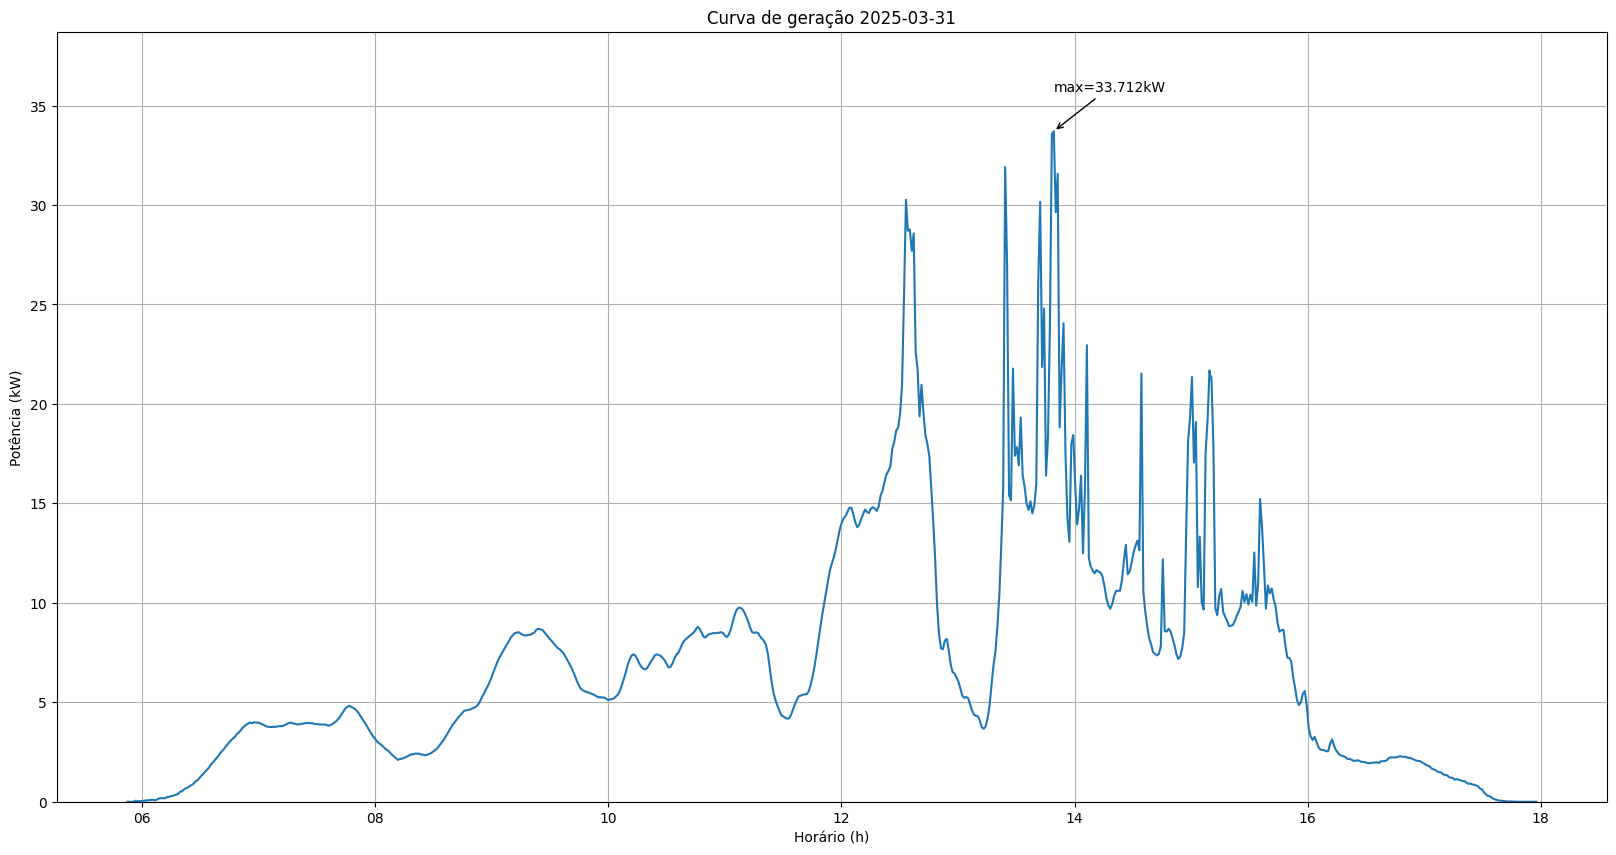 Curva de geração 2025-03-31
max=33.712kW
35
30
25
20
15
10
5
0
Potência (kW)
06 08 10 12 14 16 18
Horário (h)